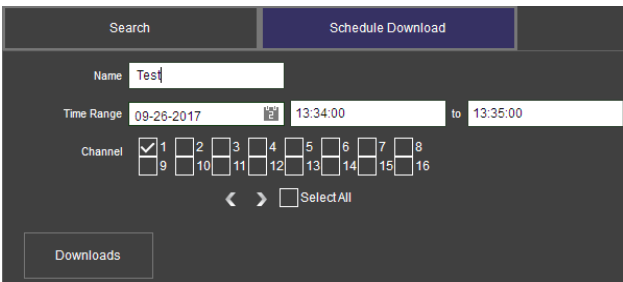 Search Schedule Download
Name Test
Time Range 09-26-2017 13:34:00 to 13:35:00
Channel 1 2 3 4 5 6 7 8
9 10 11 12 13 14 15 16
Select All
Downloads